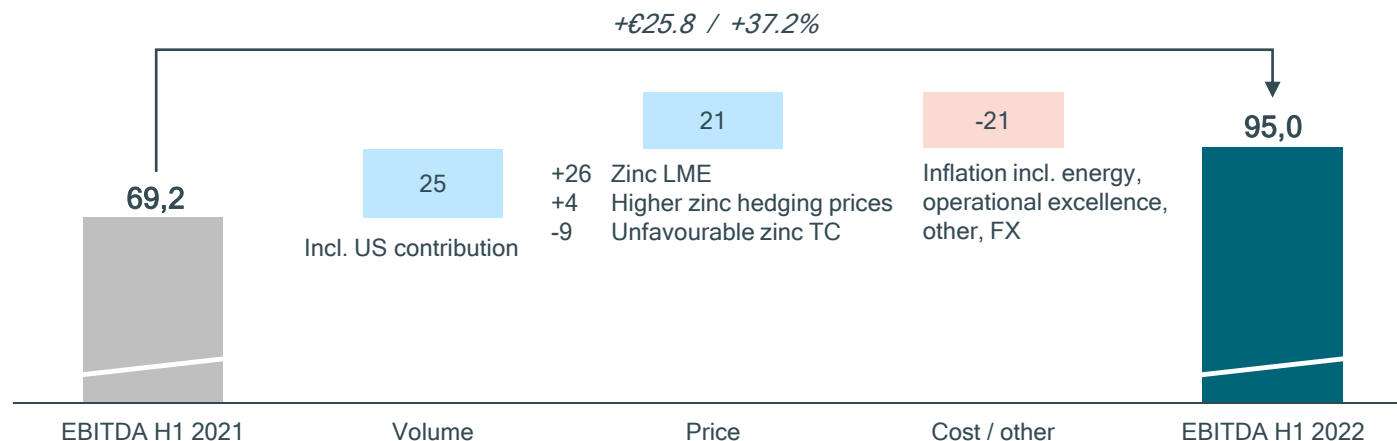 +€25.8 / +37.2%
69,2
25
Incl. US contribution
21
+26 Zinc LME
+4 Higher zinc hedging prices
-9 Unfavourable zinc TC
-21
Inflation incl. energy,
operational excellence,
other, FX
95,0
EBITDA H1 2021
Volume
Price
Cost / other
EBITDA H1 2022